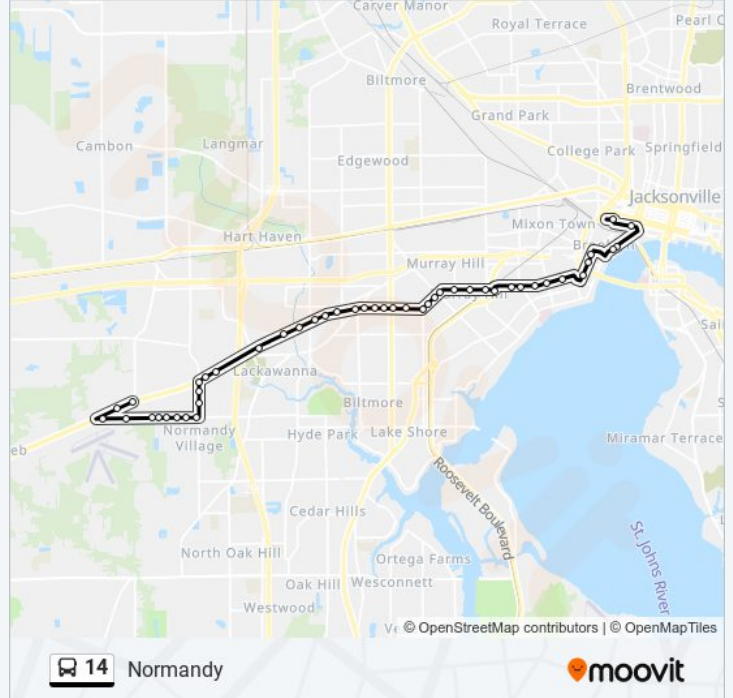 Carver Manor
Royal Terrace
Pearl C
Biltmore
Brentwood
Grand Park
Cambon
Langmar
Edgewood
College Park
Springfield
Jacksonville
Mixon Town
Hart Haven
Murray Hill
Lackawanna
Biltmore
Normandy
Village
Hyde Park
Lake Shore
Miramar Terrace
eb
Roosevelt Boulevard
Cedar Hills
St. Johns River
North Oak Hill
Ortega Farms
Oak Hill
Wesconnett
Westwood
© OpenStreetMap contributors | © OpenMapTiles
14 Normandy
moovit